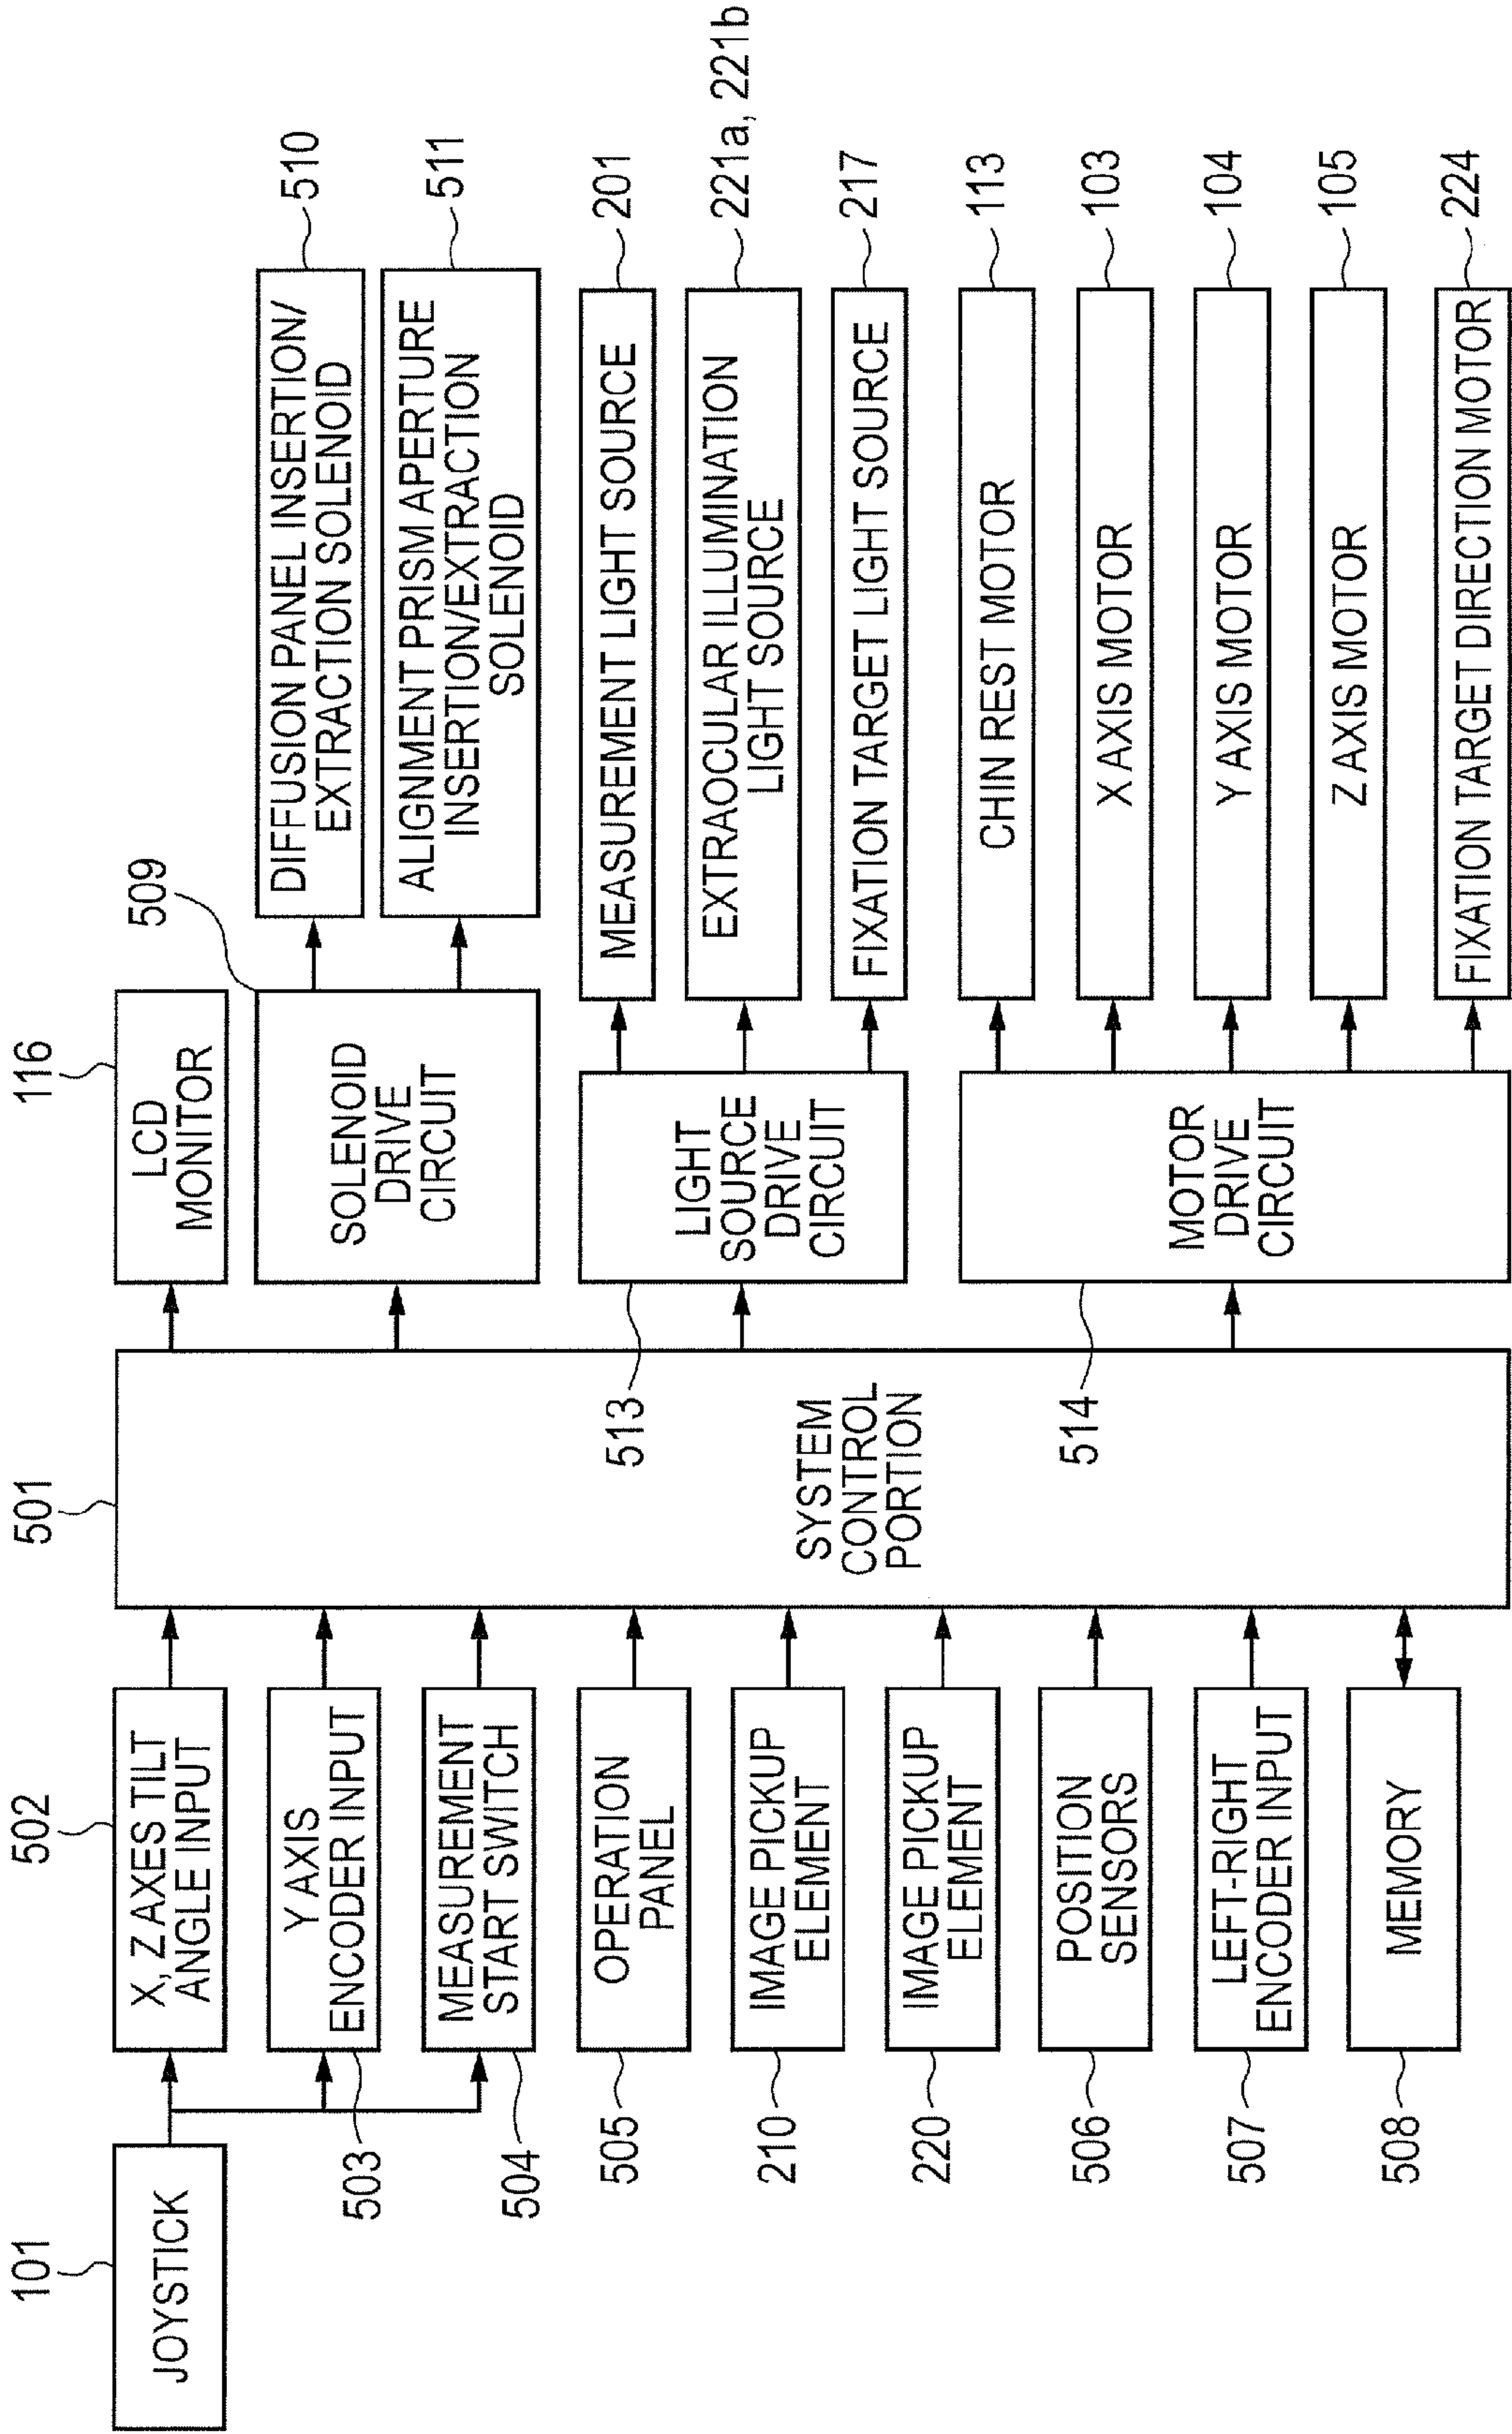 101
JOYSTICK
502
X, Z AXES TILT
ANGLE INPUT
Y AXIS
ENCODER INPUT
503
MEASUREMENT
START SWITCH
504
OPERATION
PANEL
505
IMAGE PICKUP
ELEMENT
210
IMAGE PICKUP
ELEMENT
220
POSITION
SENSORS
506
LEFT-RIGHT
ENCODER INPUT
507
MEMORY
508
501
SYSTEM
CONTROL
PORTION
116
LCD
MONITOR
509
SOLENOID
DRIVE
CIRCUIT
DIFFUSION PANEL INSERTION/
EXTRACTION SOLENOID
510
ALIGNMENT PRISM APERTURE
INSERTION/EXTRACTION
SOLENOID
511
513
LIGHT
SOURCE
DRIVE
CIRCUIT
MEASUREMENT LIGHT SOURCE
201
EXTRAOCULAR ILLUMINATION
LIGHT SOURCE
221a, 221b
FIXATION TARGET LIGHT SOURCE
217
514
MOTOR
DRIVE
CIRCUIT
CHIN REST MOTOR
113
X AXIS MOTOR
103
Y AXIS MOTOR
104
Z AXIS MOTOR
105
FIXATION TARGET DIRECTION MOTOR
224